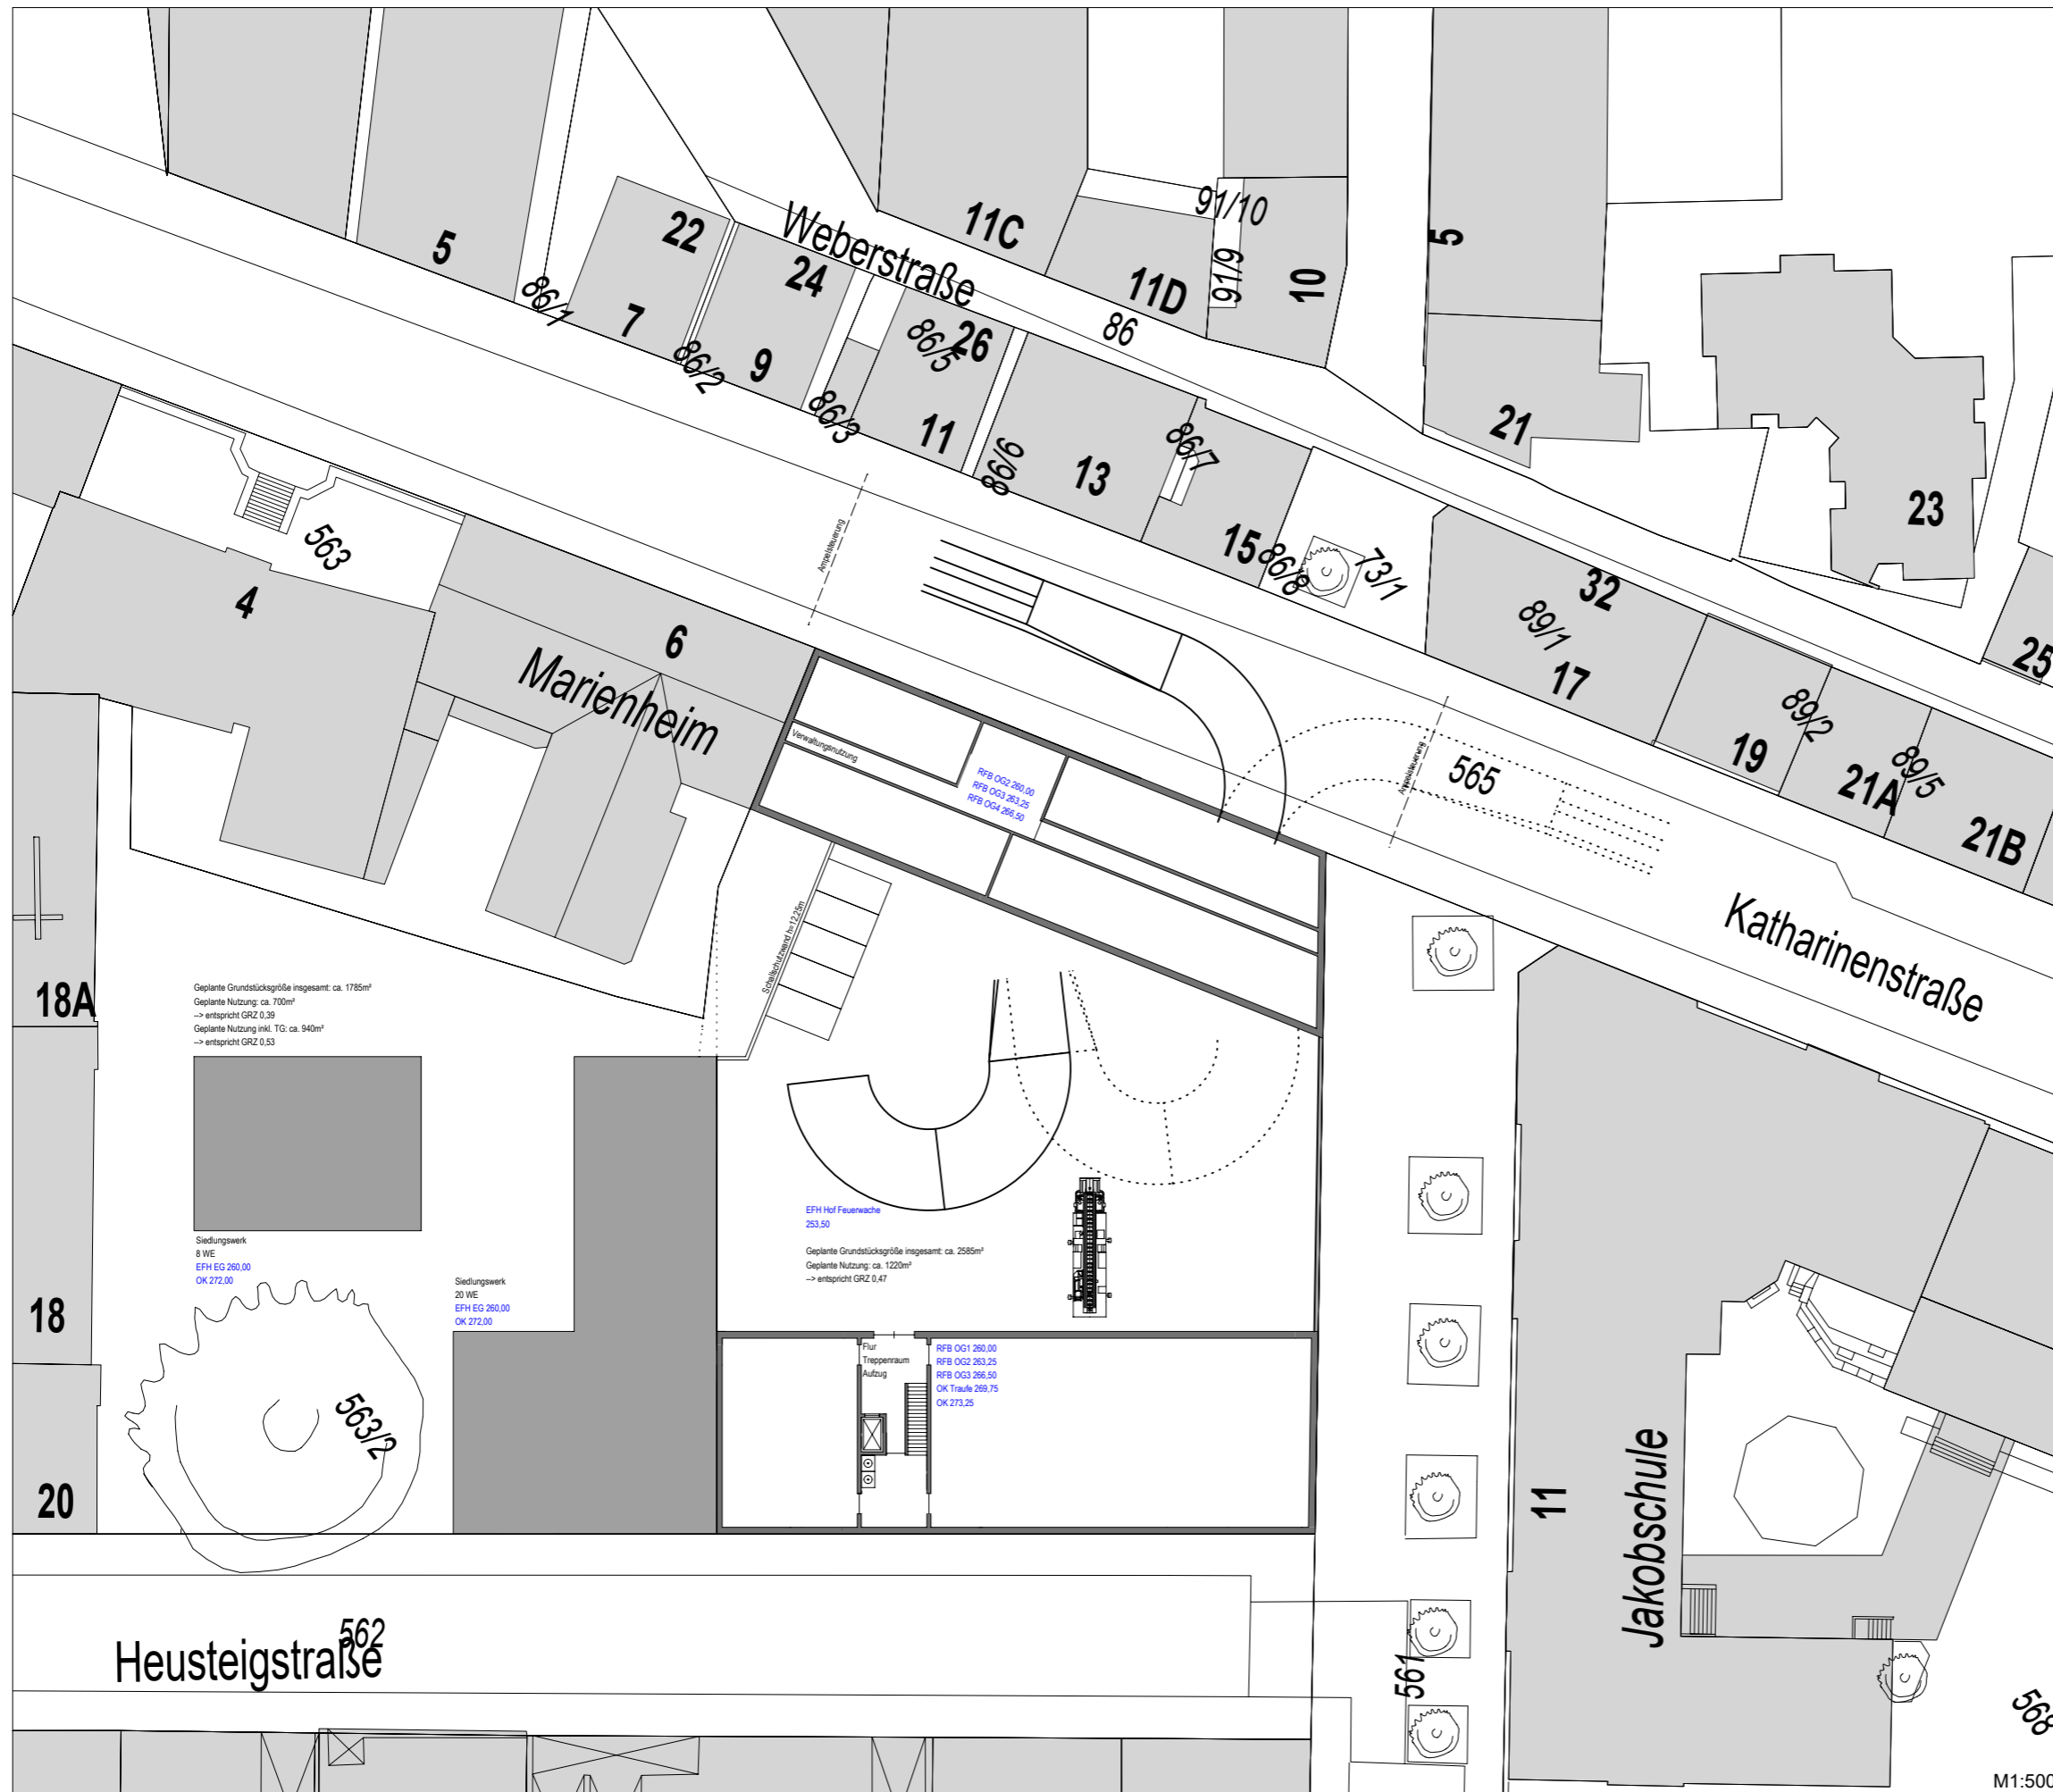 5
22
Weberstraße
11C
91/10
5
24
11D
91/9
10
86/1
7
86/2
9
86/3
86/5
26
11
86
86/6
13
86/7
21
23
563
4
Ampelsteuerung
15
86/8
73/1
32
89/1
17
25
6
Marienheim
Verwaltungsnutzung
RFB OG2 260,00
RFB OG3 263,25
RFB OG4 266,50
Ampelsteuerung
565
19
89/2
21A
89/5
21B
Katharinenstraße
Schallschutzwand h=12,25m
18A
Geplante Grundstücksgröße insgesamt: ca. 1785m²
Geplante Nutzung: ca. 700m²
--> entspricht GRZ 0,39
Geplante Nutzung inkl. TG: ca. 940m²
--> entspricht GRZ 0,53
Siedlungswerk
8 WE
EFH EG 260,00
OK 272,00
Siedlungswerk
20 WE
EFH EG 260,00
OK 272,00
EFH Hof Feuerwache
253,50
Geplante Grundstücksgröße insgesamt: ca. 2585m²
Geplante Nutzung: ca. 1220m²
--> entspricht GRZ 0,47
18
Flur
Treppenraum
Aufzug
RFB OG1 260,00
RFB OG2 263,25
RFB OG3 266,50
OK Traufe 269,75
OK 273,25
563/2
20
11
Jakobschule
562
Heusteigstraße
561
568
M1:500